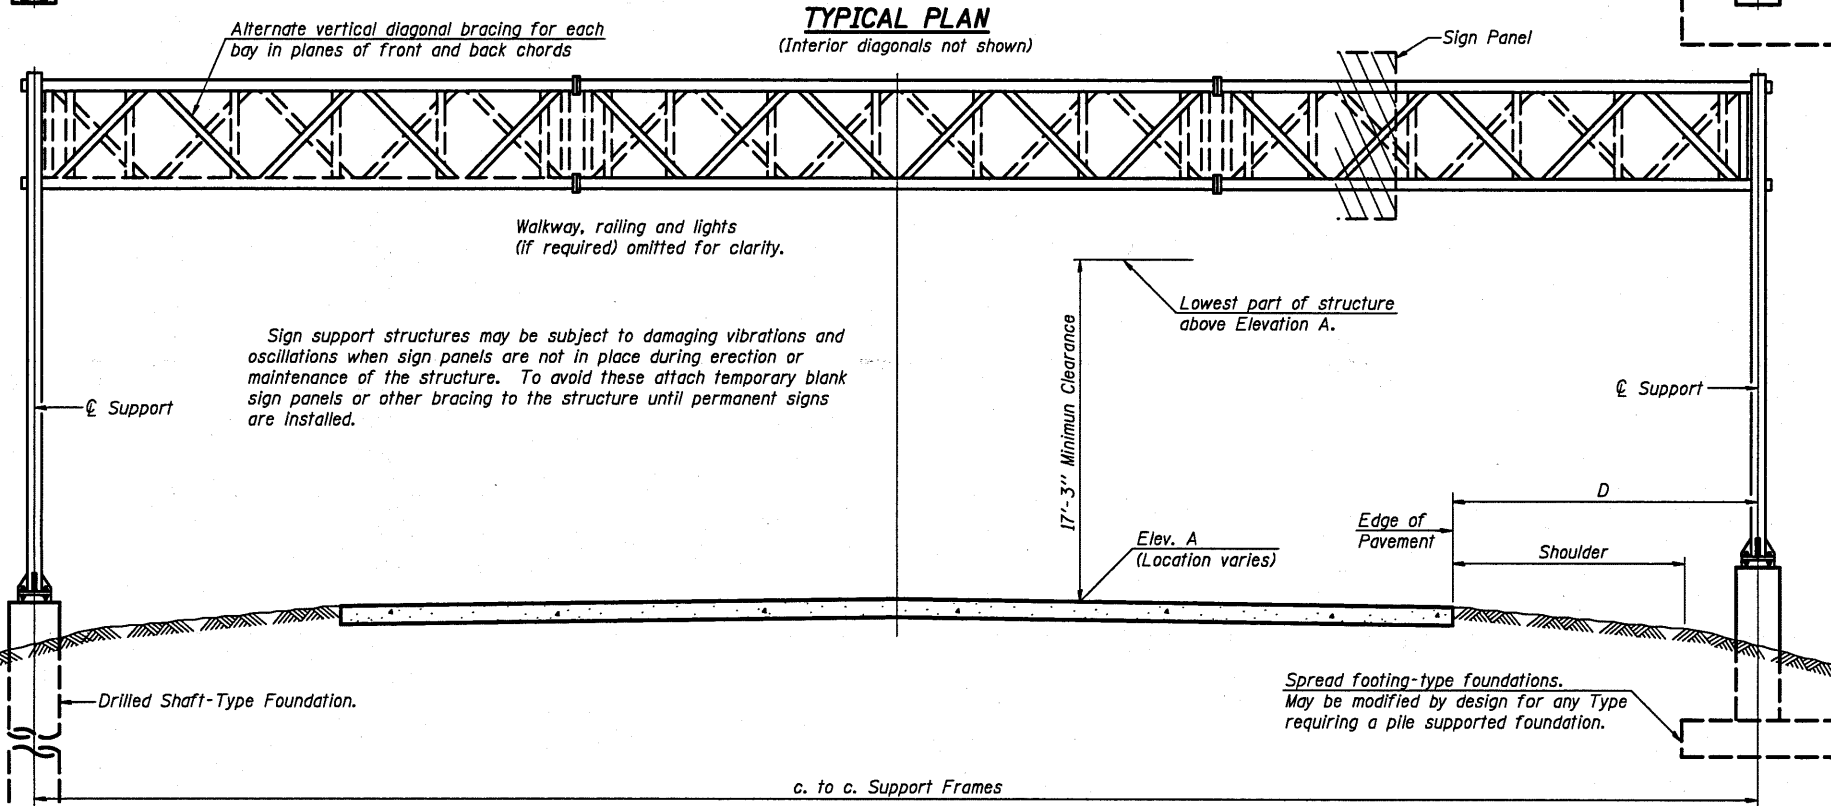 TYPICAL PLAN
(Interior diagonals not shown)
Alternate vertical diagonal bracing for each
bay in planes of front and back chords
Sign Panel
Walkway, railing and lights
(if required) omitted for clarity.
Lowest part of structure
above Elevation A.
Sign support structures may be subject to damaging vibrations and
oscillations when sign panels are not in place during erection or
maintenance of the structure. To avoid these attach temporary blank
sign panels or other bracing to the structure until permanent signs
are installed.
17'-3" Minimun Clearance
℄ Support
℄ Support
D
Edge of
Pavement
Shoulder
Elev. A
(Location varies)
Drilled Shaft-Type Foundation.
Spread footing-type foundations.
May be modified by design for any Type
requiring a pile supported foundation.
c. to c. Support Frames